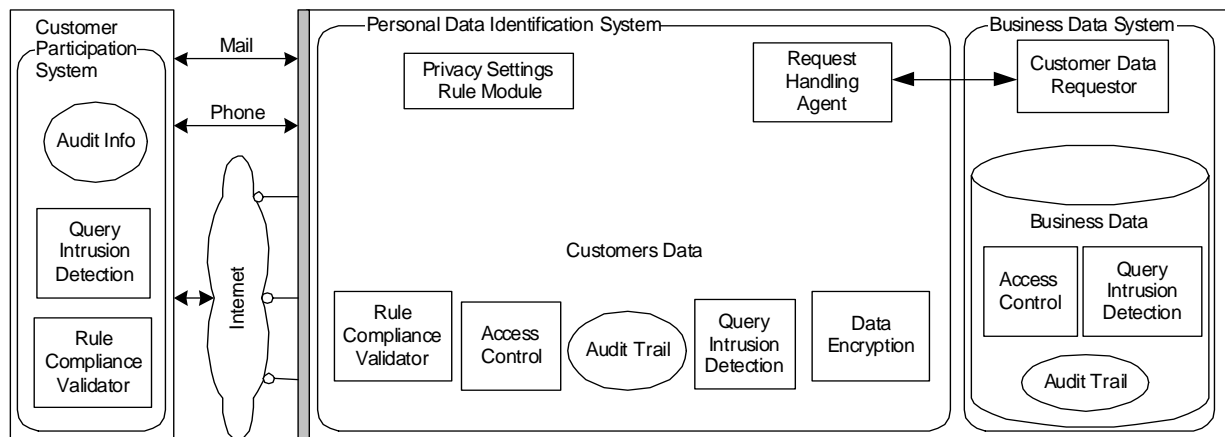 Customer
Participation
System
Audit Info
Query
Intrusion
Detection
Rule
Compliance
Validator
Mail
Phone
Internet
Personal Data Identification System
Privacy Settings
Rule Module
Request
Handling
Agent
Customers Data
Rule
Compliance
Validator
Access
Control
Audit Trail
Query
Intrusion
Detection
Data
Encryption
Business Data System
Customer Data
Requestor
Business Data
Access
Control
Query
Intrusion
Detection
Audit Trail